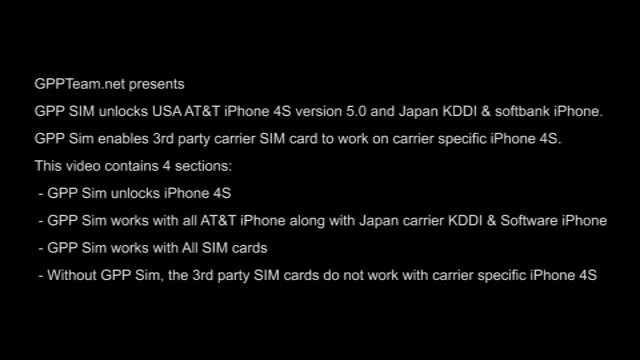 GPPTeam.net presents
GPP SIM unlocks USA AT&T iPhone 4S version 5.0 and Japan KDDI & softbank iPhone.
GPP Sim enables 3rd party carrier SIM card to work on carrier specific iPhone 4S.
This video contains 4 sections:
- GPP Sim unlocks iPhone 4S
- GPP Sim works with all AT&T iPhone along with Japan carrier KDDI & Software iPhone
- GPP Sim works with All SIM cards
- Without GPP Sim, the 3rd party SIM cards do not work with carrier specific iPhone 4S